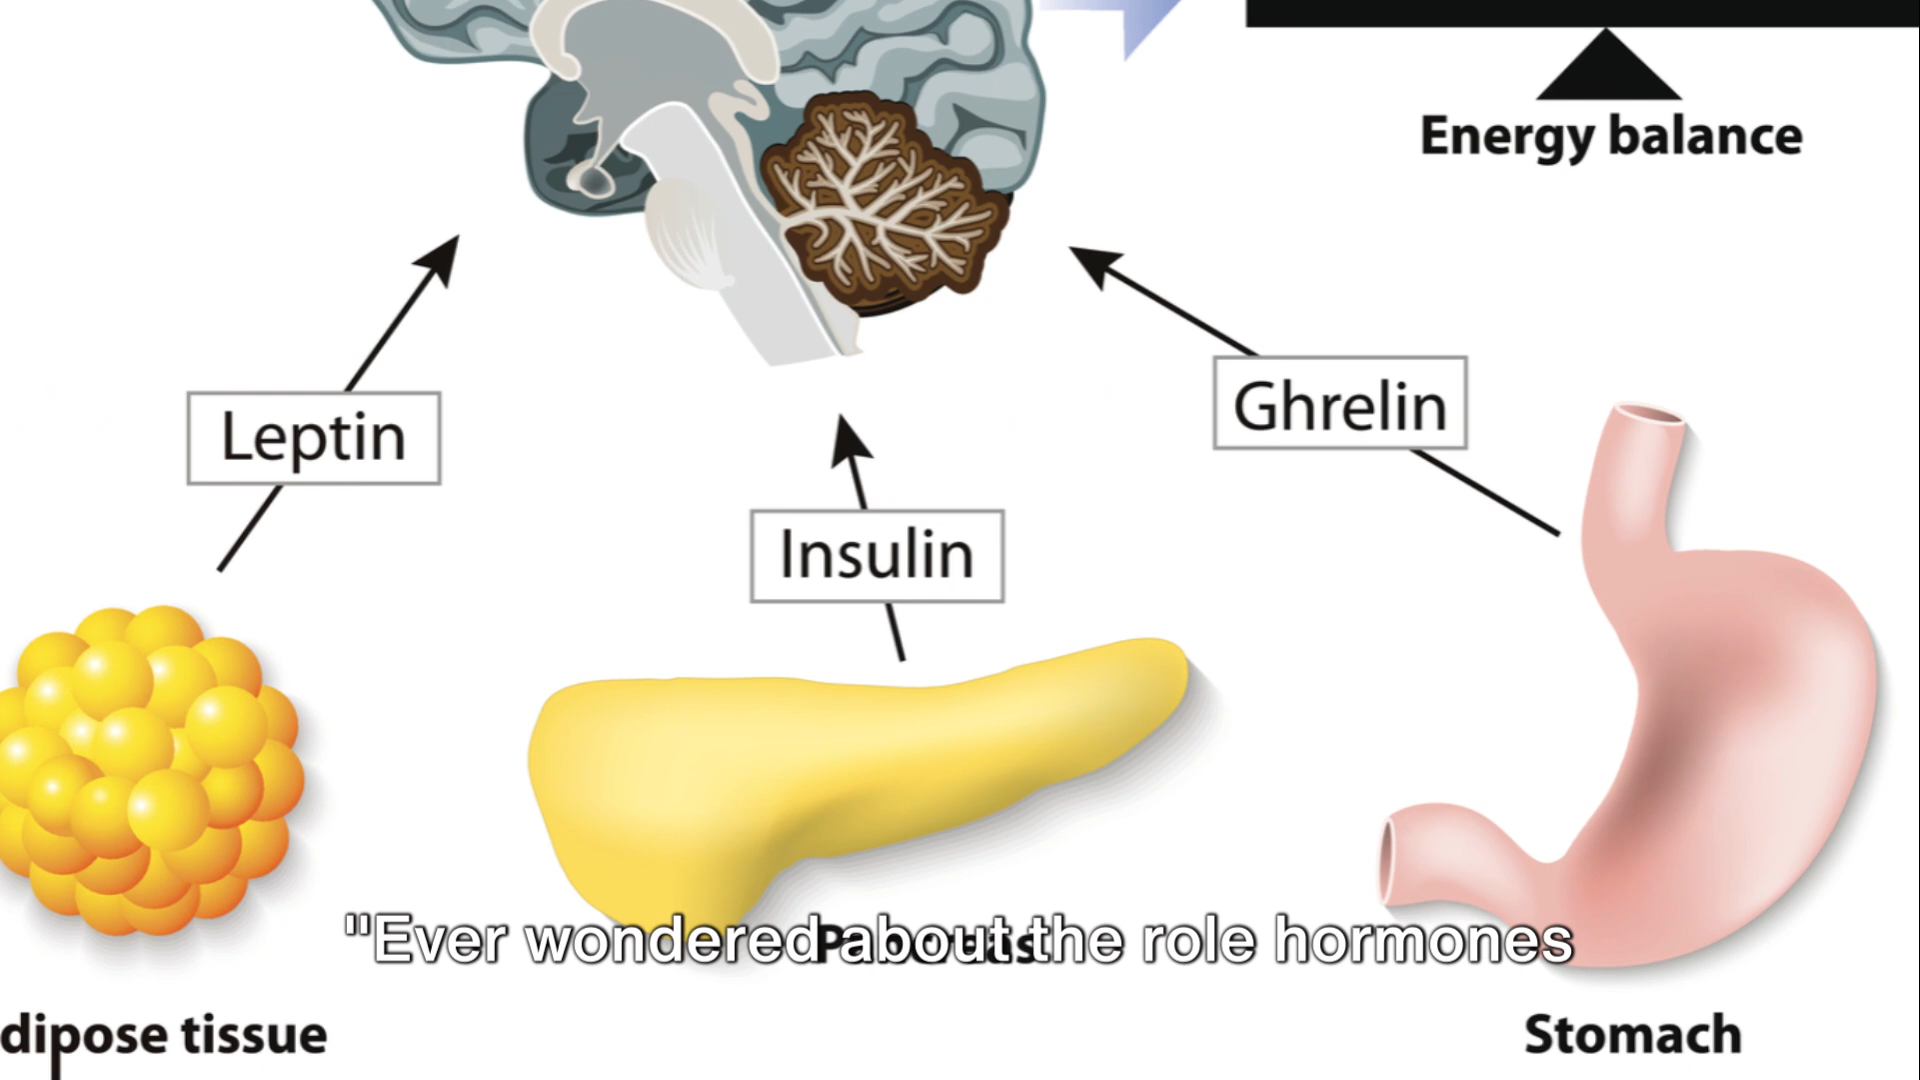 Energy balance
Leptin
Ghrelin
Insulin
"Ever wondered about the role hormones
dipose tissue
Stomach